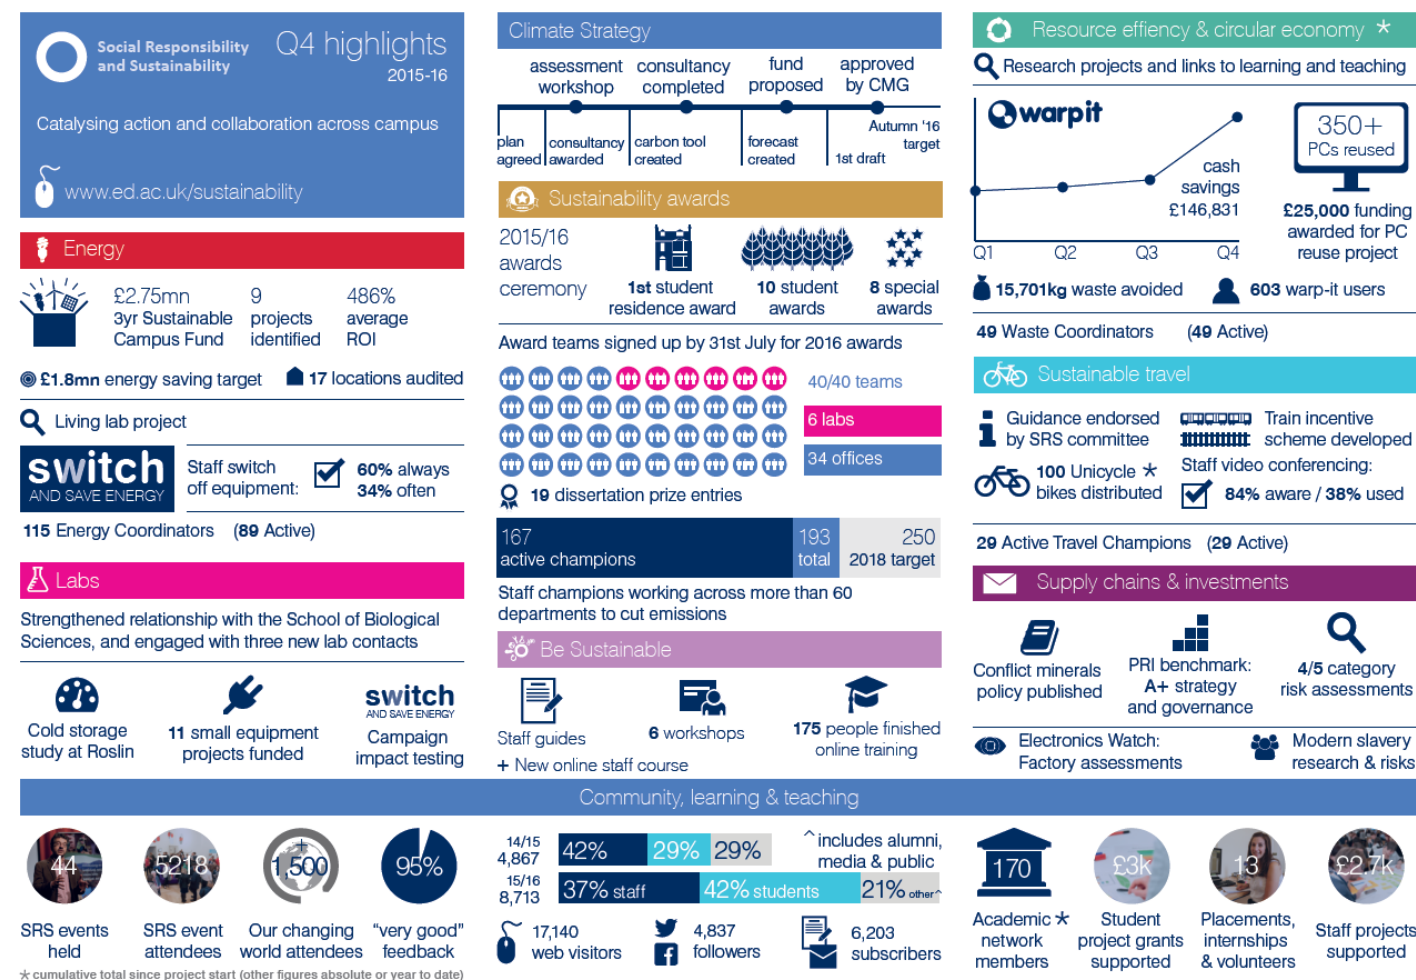 Social Responsibility
and Sustainability
Q4 highlights
2015-16
Catalysing action and collaboration across campus
www.ed.ac.uk/sustainability
Energy
£2.75mn
3yr Sustainable
Campus Fund
9
projects
identified
486%
average
ROI
£1.8mn energy saving target
17 locations audited
Living lab project
switch
AND SAVE ENERGY
Staff switch
off equipment:
60% always
34% often
115 Energy Coordinators (89 Active)
Labs
Strengthened relationship with the School of Biological
Sciences, and engaged with three new lab contacts
Cold storage
study at Roslin
11 small equipment
projects funded
switch
AND SAVE ENERGY
Campaign
impact testing
Climate Strategy
assessment
workshop
consultancy
completed
fund
proposed
approved
by CMG
plan
agreed
consultancy
awarded
carbon tool
created
forecast
created
1st draft
Autumn '16
target
Sustainability awards
2015/16
awards
ceremony
1st student
residence award
10 student
awards
8 special
awards
Award teams signed up by 31st July for 2016 awards
40/40 teams
6 labs
34 offices
19 dissertation prize entries
167
active champions
193
total
250
2018 target
Staff champions working across more than 60
departments to cut emissions
Be Sustainable
Staff guides
6 workshops
175 people finished
online training
+ New online staff course
Resource effiency & circular economy *
Research projects and links to learning and teaching
warpit
cash
savings
£146,831
Q1 Q2 Q3 Q4
350+
PCs reused
£25,000 funding
awarded for PC
reuse project
15,701kg waste avoided
603 warp-it users
49 Waste Coordinators (49 Active)
Sustainable travel
Guidance endorsed
by SRS committee
Train incentive
scheme developed
100 Unicycle *
bikes distributed
Staff video conferencing:
84% aware / 38% used
29 Active Travel Champions (29 Active)
Supply chains & investments
Conflict minerals
policy published
PRI benchmark:
A+ strategy
and governance
4/5 category
risk assessments
Electronics Watch:
Factory assessments
Modern slavery
research & risks
Community, learning & teaching
44
SRS events
held
5218
SRS event
attendees
+
1,500
Our changing
world attendees
95%
"very good"
feedback
* cumulative total since project start (other figures absolute or year to date)
14/15
4,867
42% 29% 29%
^ includes alumni,
media & public
15/16
8,713
37% staff 42% students 21% other^
17,140
web visitors
4,837
followers
6,203
subscribers
170
Academic *
network
members
£3k
Student
project grants
supported
13
Placements,
internships
& volunteers
£2.7k
Staff projects
supported